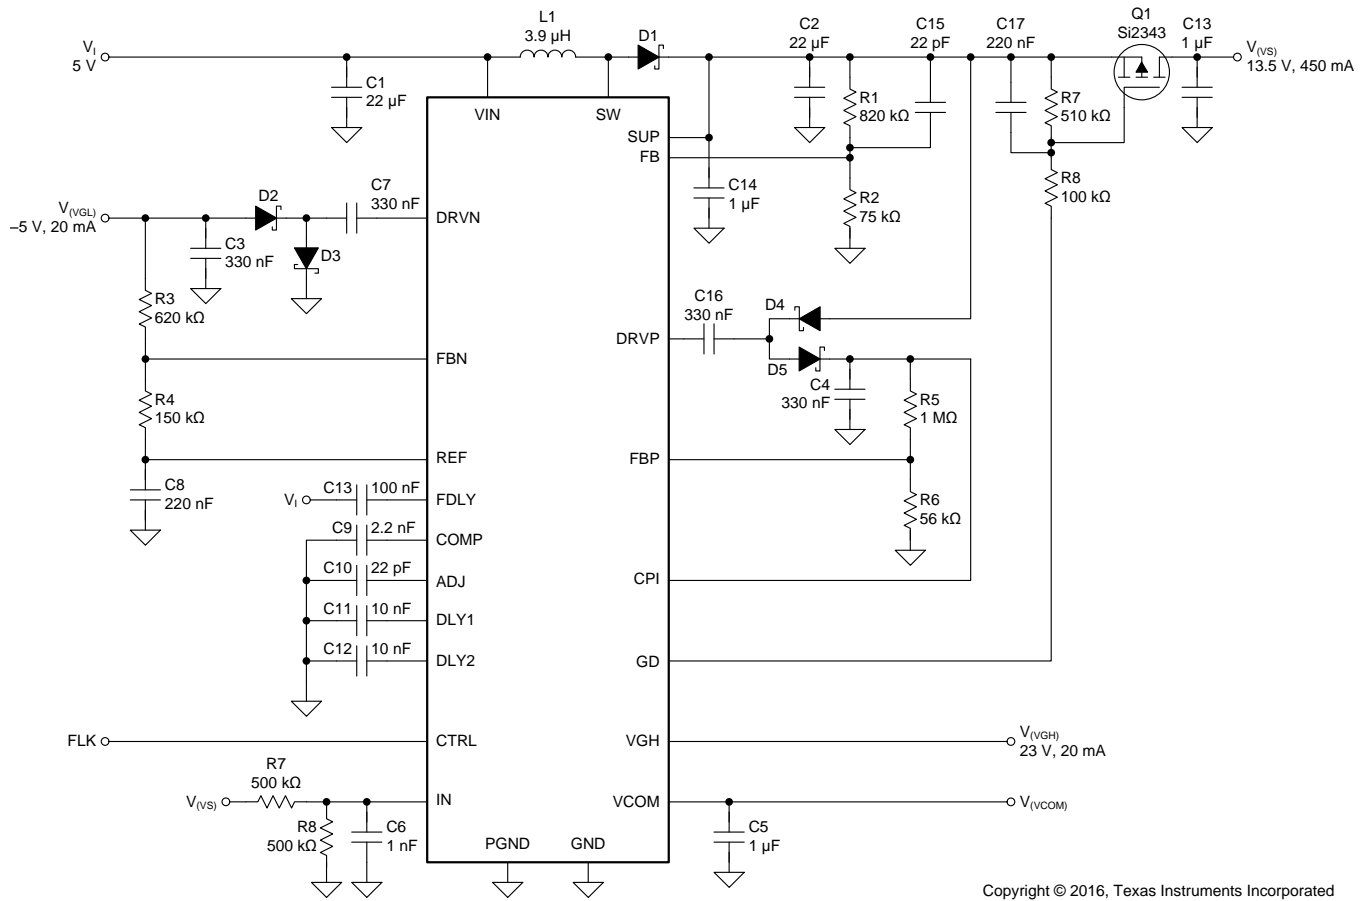 V_I
5 V
L1
3.9 µH
D1
C1
22 µF
C2
22 µF
C15
22 pF
C17
220 nF
Q1
Si2343
C13
1 µF
V_(VS)
13.5 V, 450 mA
VIN
SW
SUP
FB
R1
820 kΩ
R7
510 kΩ
C14
1 µF
R2
75 kΩ
R8
100 kΩ
V_(VGL)
–5 V, 20 mA
D2
C7
330 nF
DRVN
C3
330 nF
D3
R3
620 kΩ
C16
330 nF
D4
DRVP
D5
FBN
C4
330 nF
R5
1 MΩ
R4
150 kΩ
REF
FBP
C8
220 nF
V_I
C13
100 nF
FDLY
R6
56 kΩ
C9
2.2 nF
COMP
C10
22 pF
ADJ
CPI
C11
10 nF
DLY1
C12
10 nF
DLY2
GD
FLK
CTRL
VGH
V_(VGH)
23 V, 20 mA
R7
500 kΩ
V_(VS)
IN
VCOM
V_(VCOM)
R8
500 kΩ
C6
1 nF
PGND
GND
C5
1 µF
Copyright © 2016, Texas Instruments Incorporated